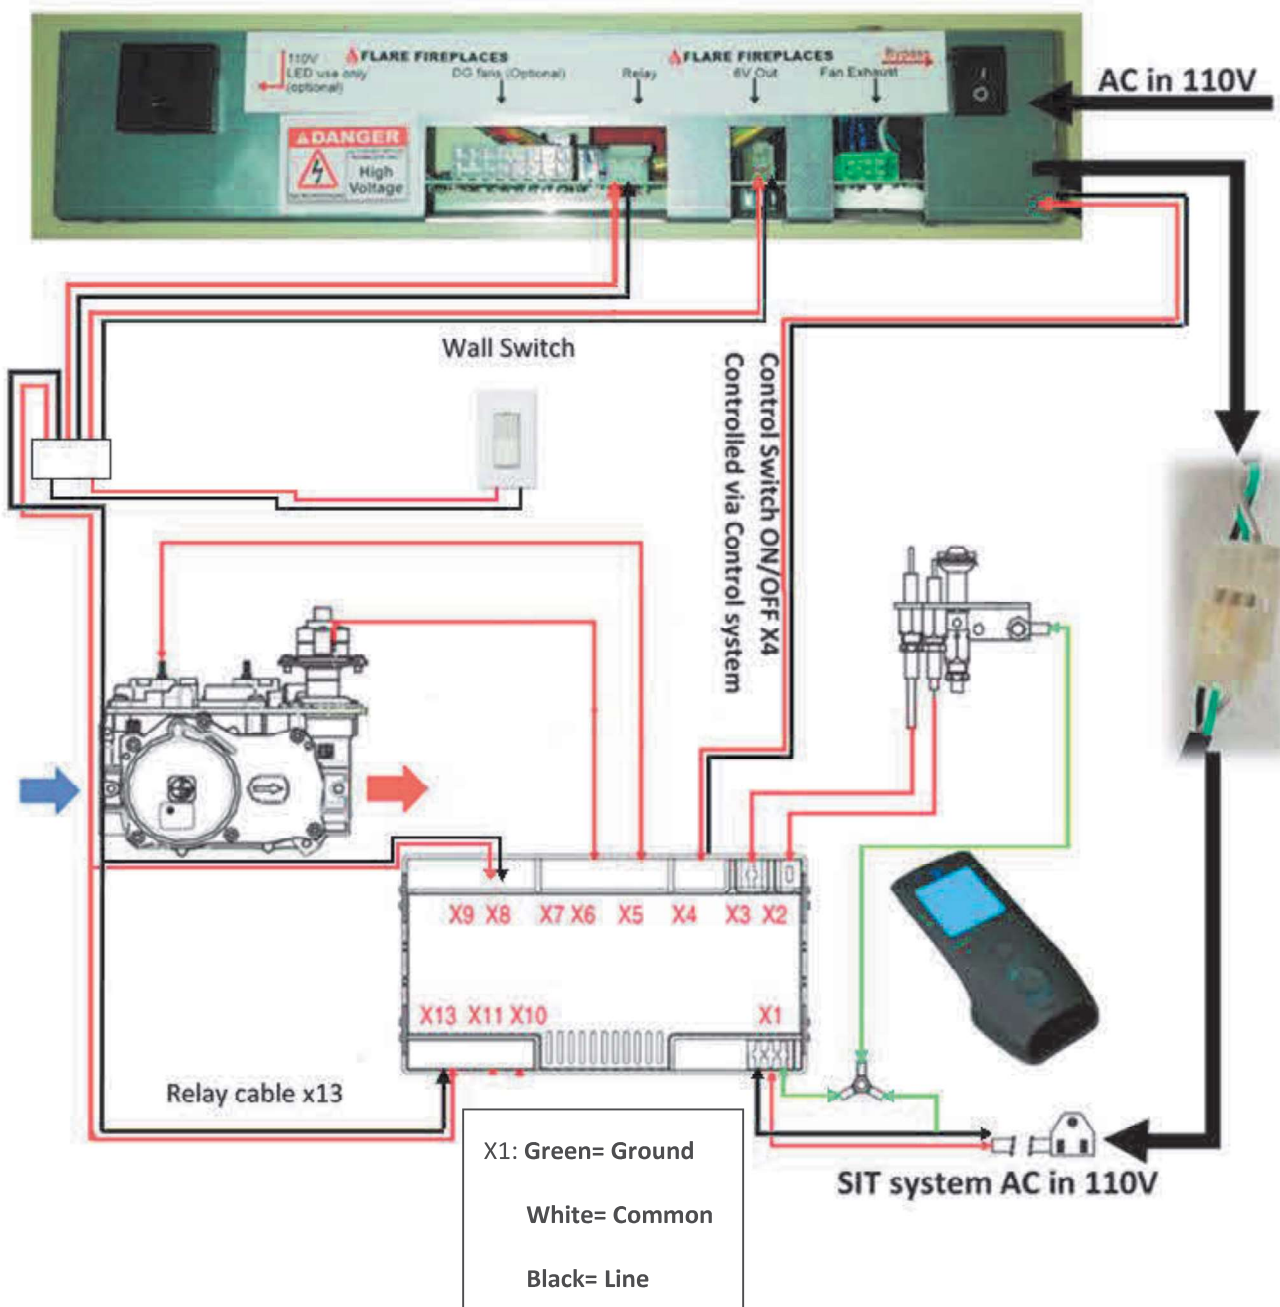 110V
LED use only
(optional)
FLARE FIREPLACES
DG fans (Optional)
Relay
FLARE FIREPLACES
6V Out
Fan Exhaust
Bypass
AC in 110V
DANGER
High
Voltage
Wall Switch
Control Switch ON/OFF X4
Controlled via Control system
X9 X8 X7 X6 X5 X4 X3 X2
X13 X11 X10 X1
Relay cable x13
X1: Green= Ground
White= Common
Black= Line
SIT system AC in 110V